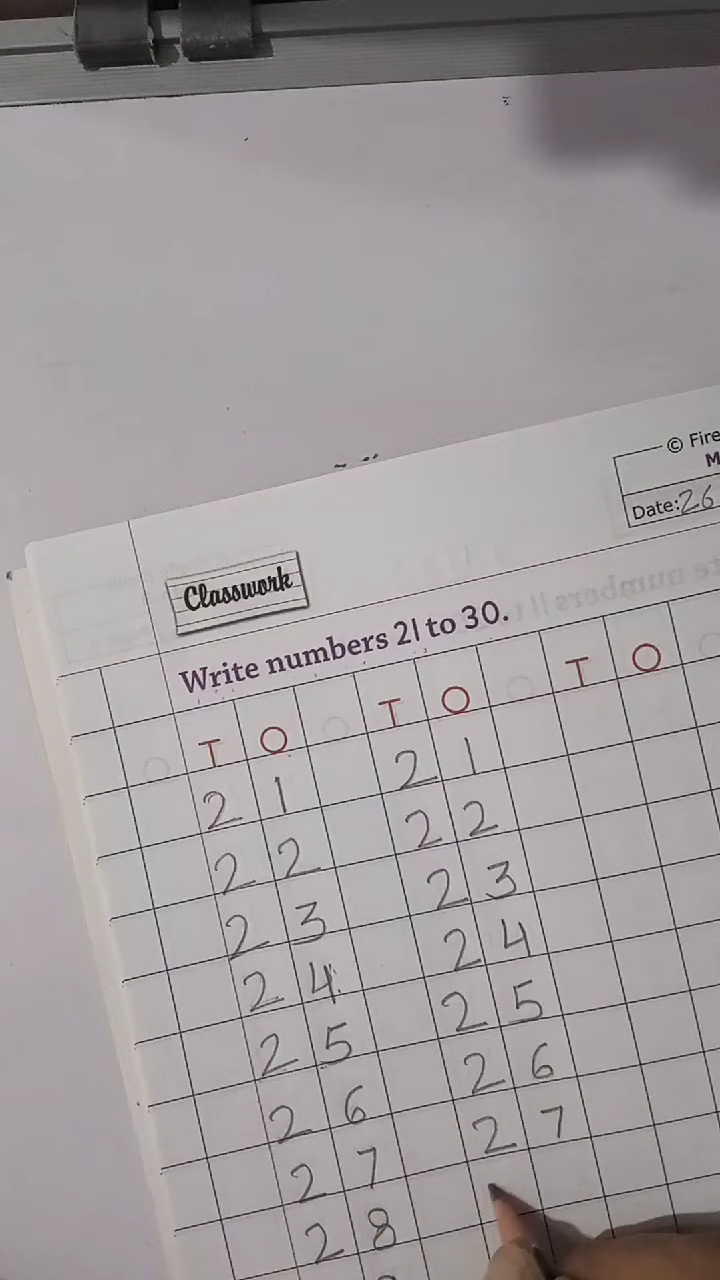 © Fire
M
Date: 26
Classwork
Write numbers 21 to 30.
T O T O T O
2 1 2 1
2 2 2 2
2 3 2 3
2 4 2 4
2 5 2 5
2 6 2 6
2 7 2 7
2 8